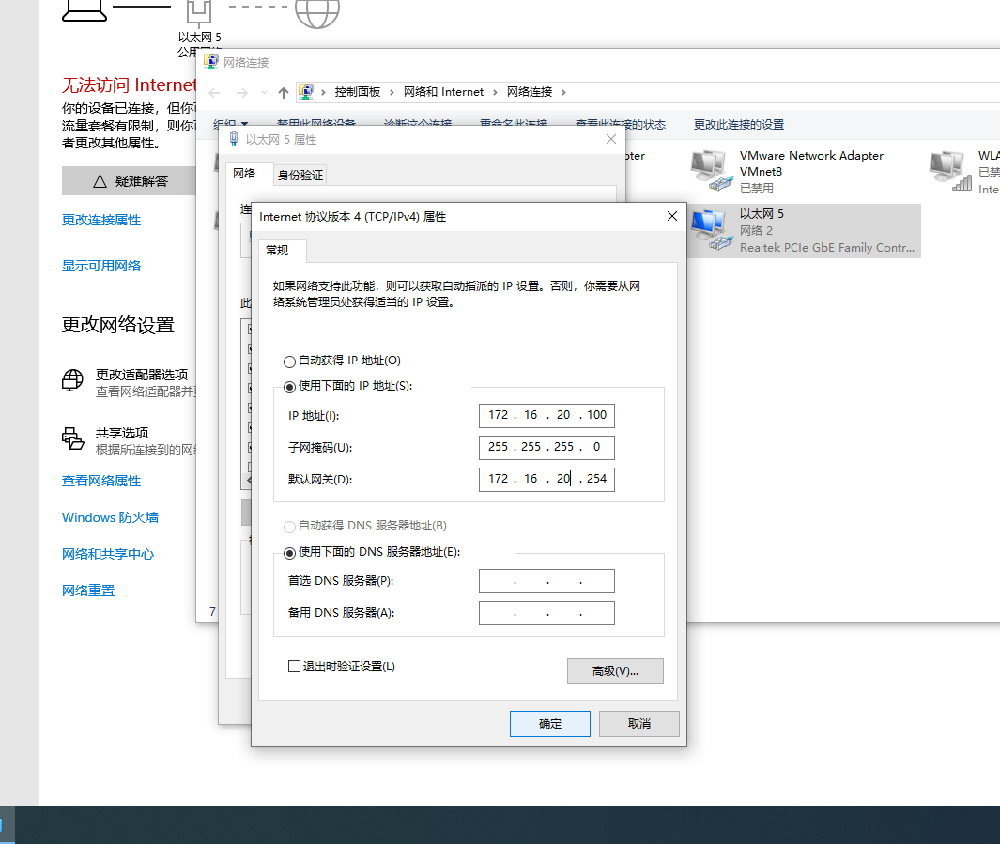 以太网 5
无法访问 Internet
你的设备已连接，但你
流量套餐有限制，则你
者更改其他属性。
疑难解答
更改连接属性
显示可用网络
更改网络设置
更改适配器选项
查看网络适配器并
共享选项
根据所连接到的网
查看网络属性
Windows 防火墙
网络和共享中心
网络重置
网络连接
控制面板 › 网络和 Internet › 网络连接 ›
组织 禁用此网络设备 诊断这个连接 重命名此连接 查看此连接的状态 更改此连接的设置
VMware Network Adapter
VMnet8
已禁用
以太网 5
网络 2
Realtek PCIe GbE Family Contr...
WLA
已禁
Inte
7
以太网 5 属性
网络 身份验证
连
此
Internet 协议版本 4 (TCP/IPv4) 属性
常规
如果网络支持此功能，则可以获取自动指派的 IP 设置。否则，你需要从网
络系统管理员处获得适当的 IP 设置。
自动获得 IP 地址(O)
使用下面的 IP 地址(S):
IP 地址(I): 172 . 16 . 20 . 100
子网掩码(U): 255 . 255 . 255 . 0
默认网关(D): 172 . 16 . 20 . 254
自动获得 DNS 服务器地址(B)
使用下面的 DNS 服务器地址(E):
首选 DNS 服务器(P): . . .
备用 DNS 服务器(A): . . .
退出时验证设置(L)
高级(V)...
确定 取消